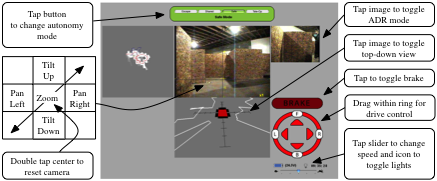 Tap button
to change autonomy
mode
Tilt
Up
Pan
Left
Zoom
Pan
Right
Tilt
Down
Double tap center to
reset camera
BRAKE
F
L
R
B
Tap image to toggle
ADR mode
Tap image to toggle
top-down view
Tap to toggle brake
Drag within ring for
drive control
Tap slider to change
speed and icon to
toggle lights